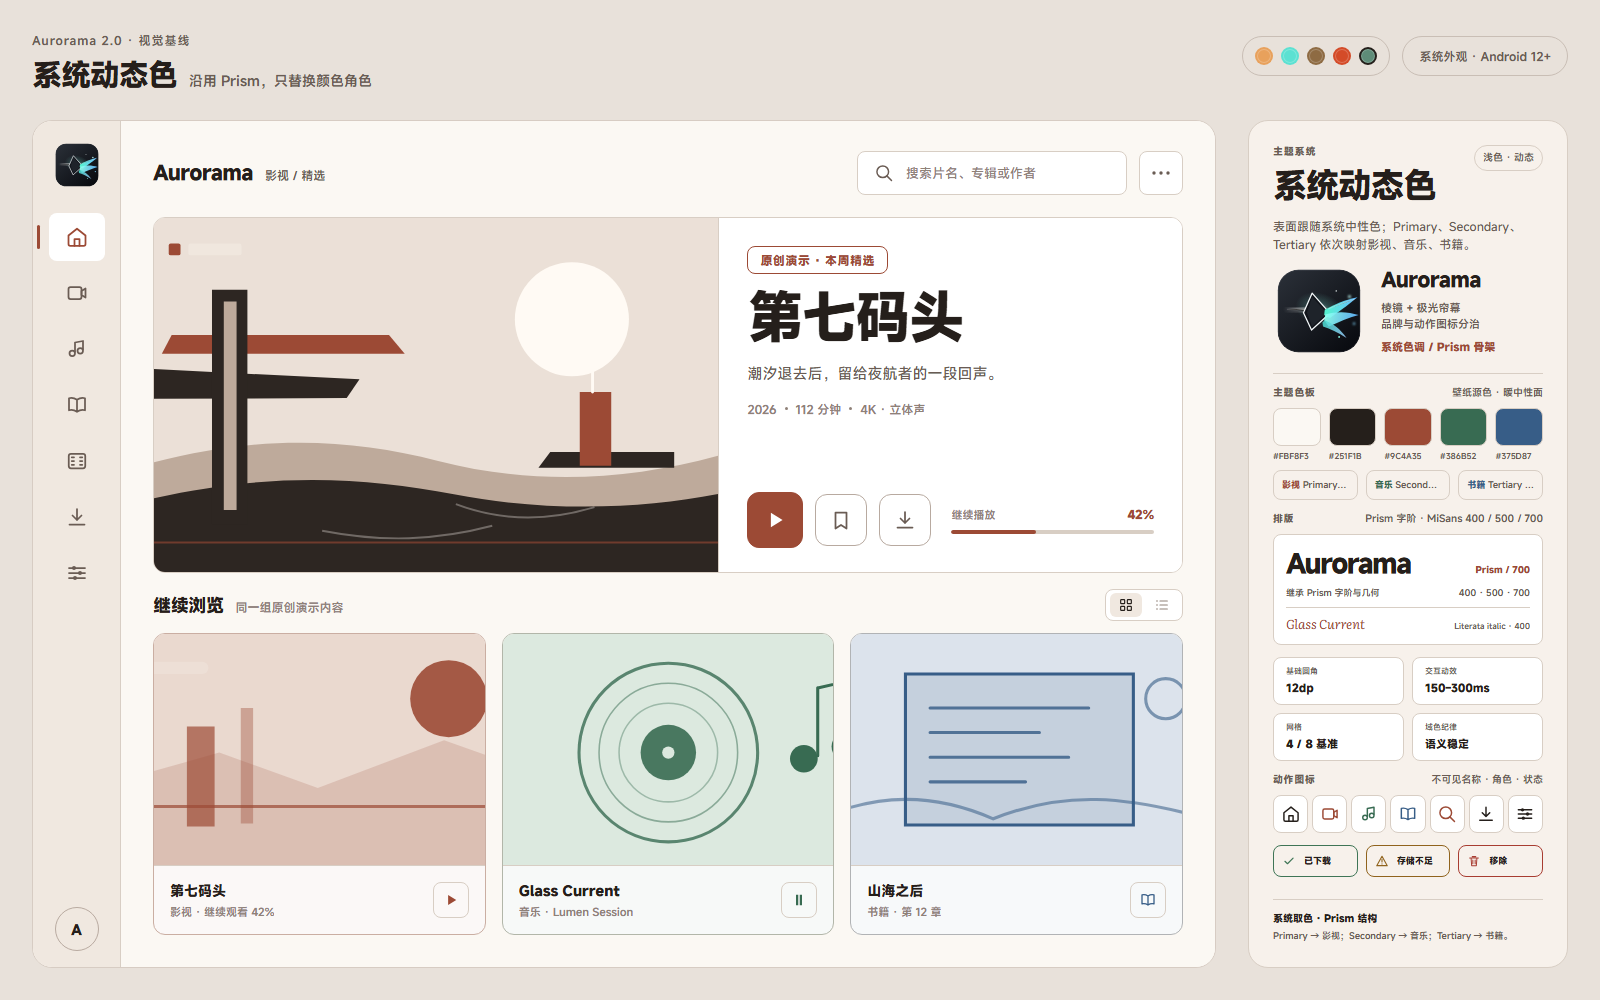 Aurorama 2.0 · 视觉基线
系统动态色 沿用 Prism，只替换颜色角色
系统外观 · Android 12+
Aurorama 影视 / 精选
搜索片名、专辑或作者
原创演示 · 本周精选
第七码头
潮汐退去后，留给夜航者的一段回声。
2026 · 112 分钟 · 4K · 立体声
继续播放 42%
继续浏览 同一组原创演示内容
第七码头
影视 · 继续观看 42%
Glass Current
音乐 · Lumen Session
山海之后
书籍 · 第 12 章
A
主题系统
浅色 · 动态
系统动态色
表面跟随系统中性色；Primary、Secondary、
Tertiary 依次映射影视、音乐、书籍。
Aurorama
棱镜 + 极光帘幕
品牌与动作图标分治
系统色调 / Prism 骨架
主题色板 壁纸源色 · 暖中性面
#FBF8F3 #251F1B #9C4A35 #386B52 #375D87
影视 Primary... 音乐 Second... 书籍 Tertiary ...
排版 Prism 字阶 · MiSans 400 / 500 / 700
Aurorama Prism / 700
继承 Prism 字阶与几何 400 · 500 · 700
Glass Current Literata italic · 400
基础圆角 交互动效
12dp 150–300ms
网格 域色纪律
4 / 8 基准 语义稳定
动作图标 不可见名称 · 角色 · 状态
已下载 存储不足 移除
系统取色 · Prism 结构
Primary → 影视；Secondary → 音乐；Tertiary → 书籍。